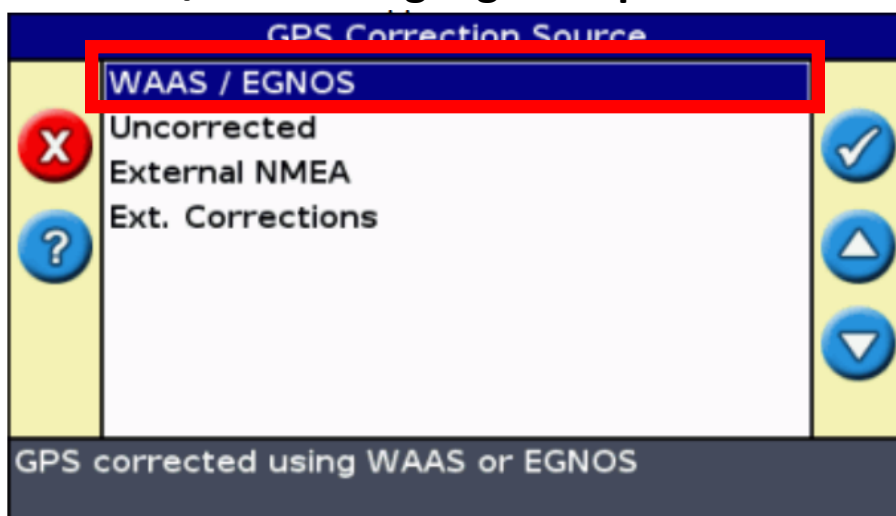 GPS Correction Source
WAAS / EGNOS
Uncorrected
External NMEA
Ext. Corrections
X
?
GPS corrected using WAAS or EGNOS